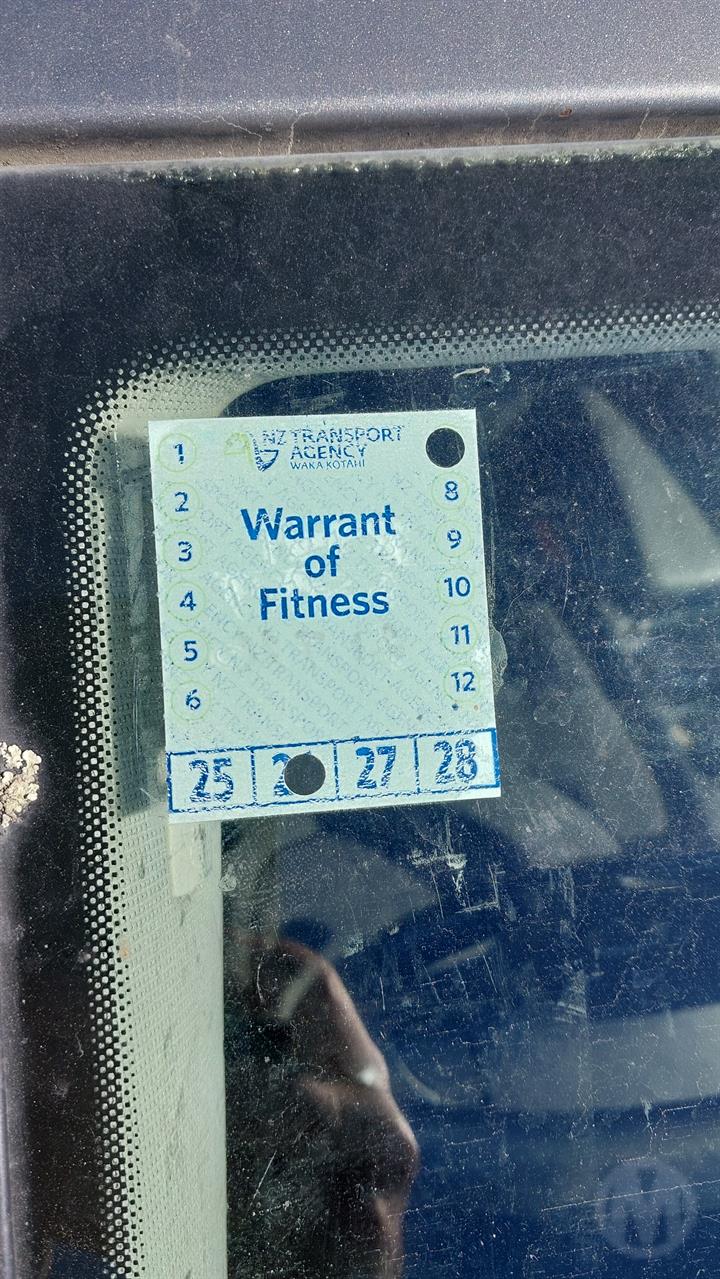 NZ TRANSPORT
AGENCY
WAKA KOTAHI
Warrant
of
Fitness
1
2
3
4
5
6
8
9
10
11
12
25 2 27 28
M